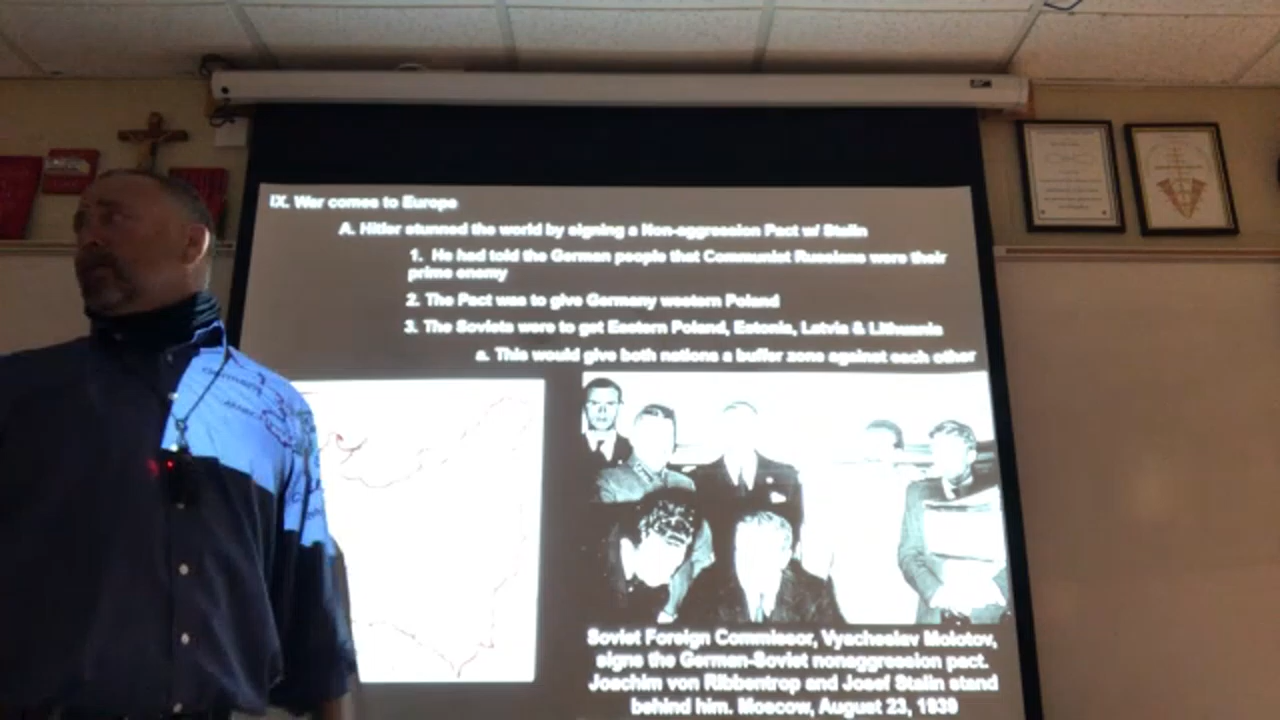 IX. War comes to Europe
A. Hitler stunned the world by signing a Non-aggression Pact w/ Stalin
1. He had told the German people that Communist Russians were their
prime enemy
2. The Pact was to give Germany western Poland
3. The Soviets were to get Eastern Poland, Estonia, Latvia & Lithuania
a. This would give both nations a buffer zone against each other
Soviet Foreign Commissar, Vyacheslav Molotov,
signs the German-Soviet nonaggression pact.
Joachim von Ribbentrop and Josef Stalin stand
behind him. Moscow, August 23, 1939